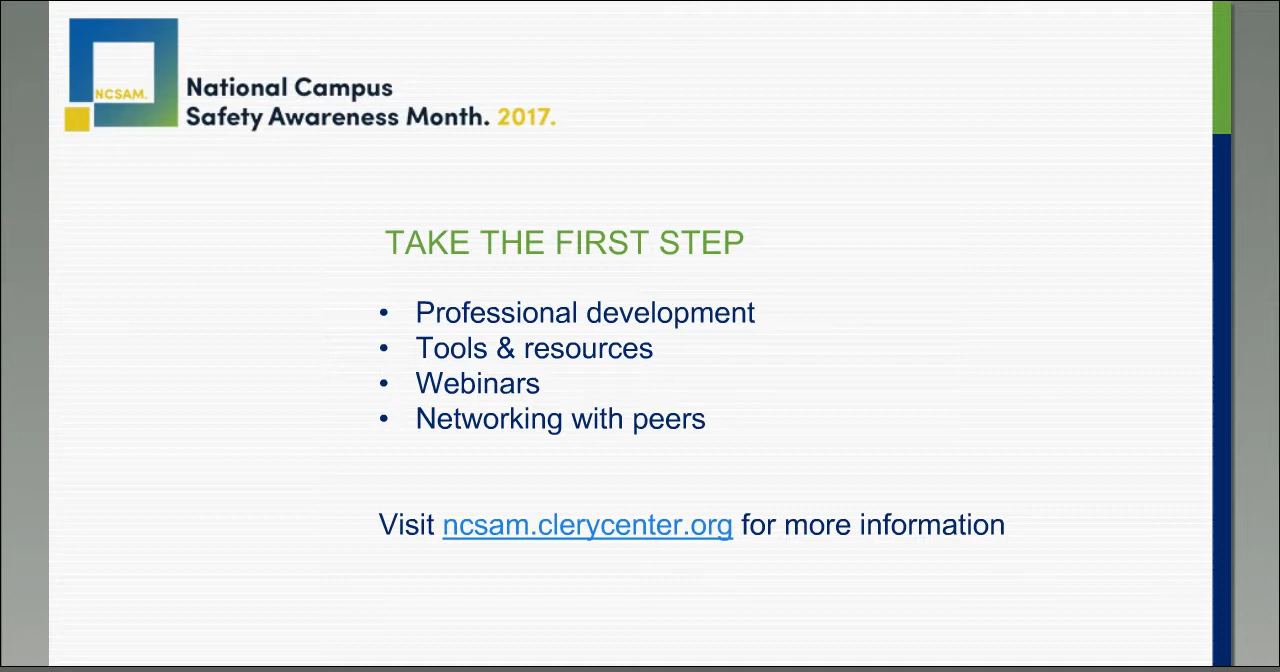 NCSAM.
National Campus
Safety Awareness Month. 2017.
TAKE THE FIRST STEP
• Professional development
• Tools & resources
• Webinars
• Networking with peers
Visit ncsam.clerycenter.org for more information